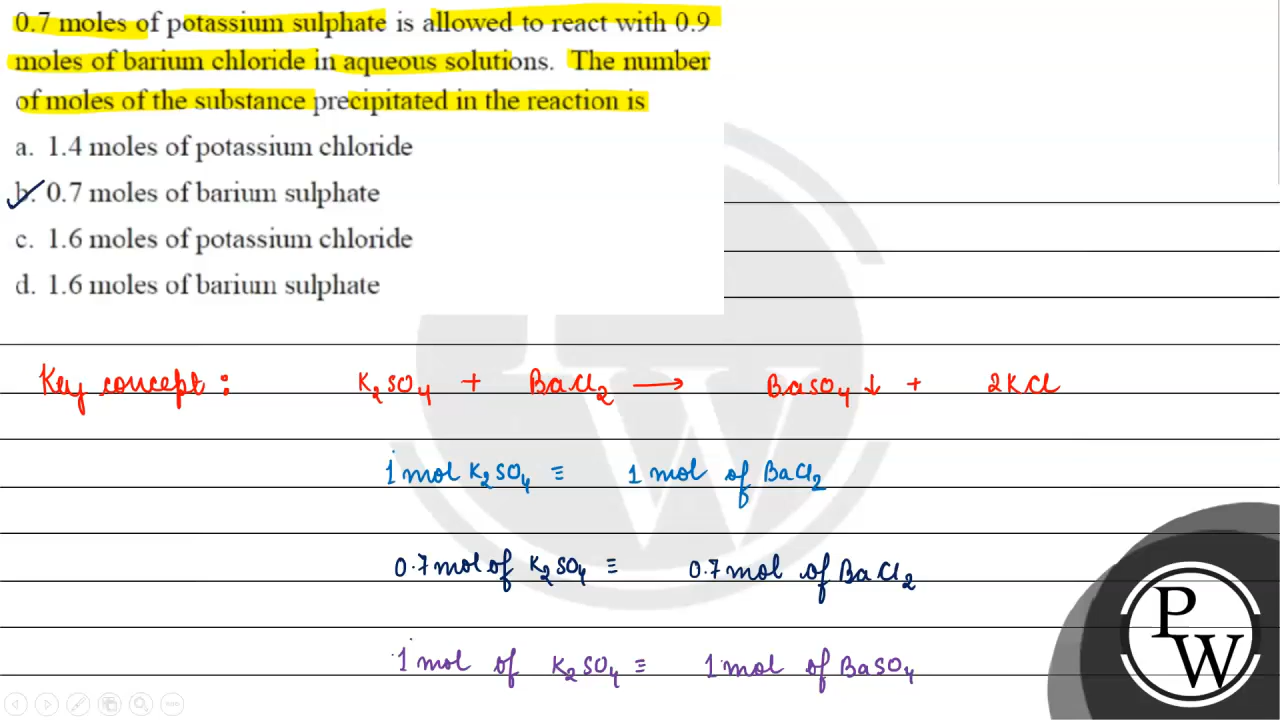 0.7 moles of potassium sulphate is allowed to react with 0.9
moles of barium chloride in aqueous solutions. The number
of moles of the substance precipitated in the reaction is
a. 1.4 moles of potassium chloride
b. 0.7 moles of barium sulphate
c. 1.6 moles of potassium chloride
d. 1.6 moles of barium sulphate
Key concept : K₂SO₄ + BaCl₂ ⟶ BaSO₄↓ + 2KCl
1 mol K₂SO₄ ≡ 1 mol of BaCl₂
0.7 mol of K₂SO₄ ≡ 0.7 mol of BaCl₂
1 mol of K₂SO₄ ≡ 1 mol of BaSO₄
PW